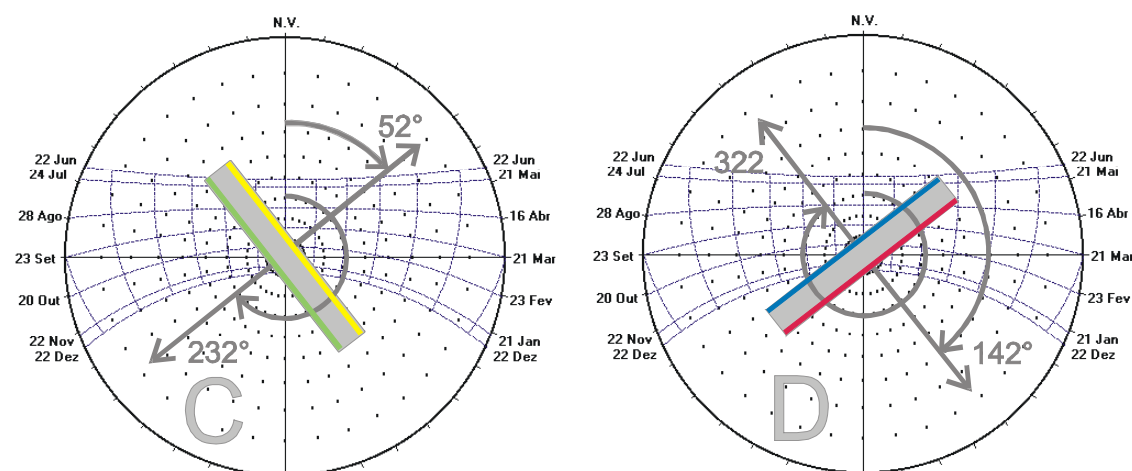 N.V.
52°
22 Jun
24 Jul
28 Ago
23 Set
20 Out
22 Nov
22 Dez
22 Jun
21 Mai
16 Abr
21 Mar
23 Fev
21 Jan
22 Dez
232°
C
N.V.
322
22 Jun
24 Jul
28 Ago
23 Set
20 Out
22 Nov
22 Dez
22 Jun
21 Mai
16 Abr
21 Mar
23 Fev
21 Jan
22 Dez
142°
D